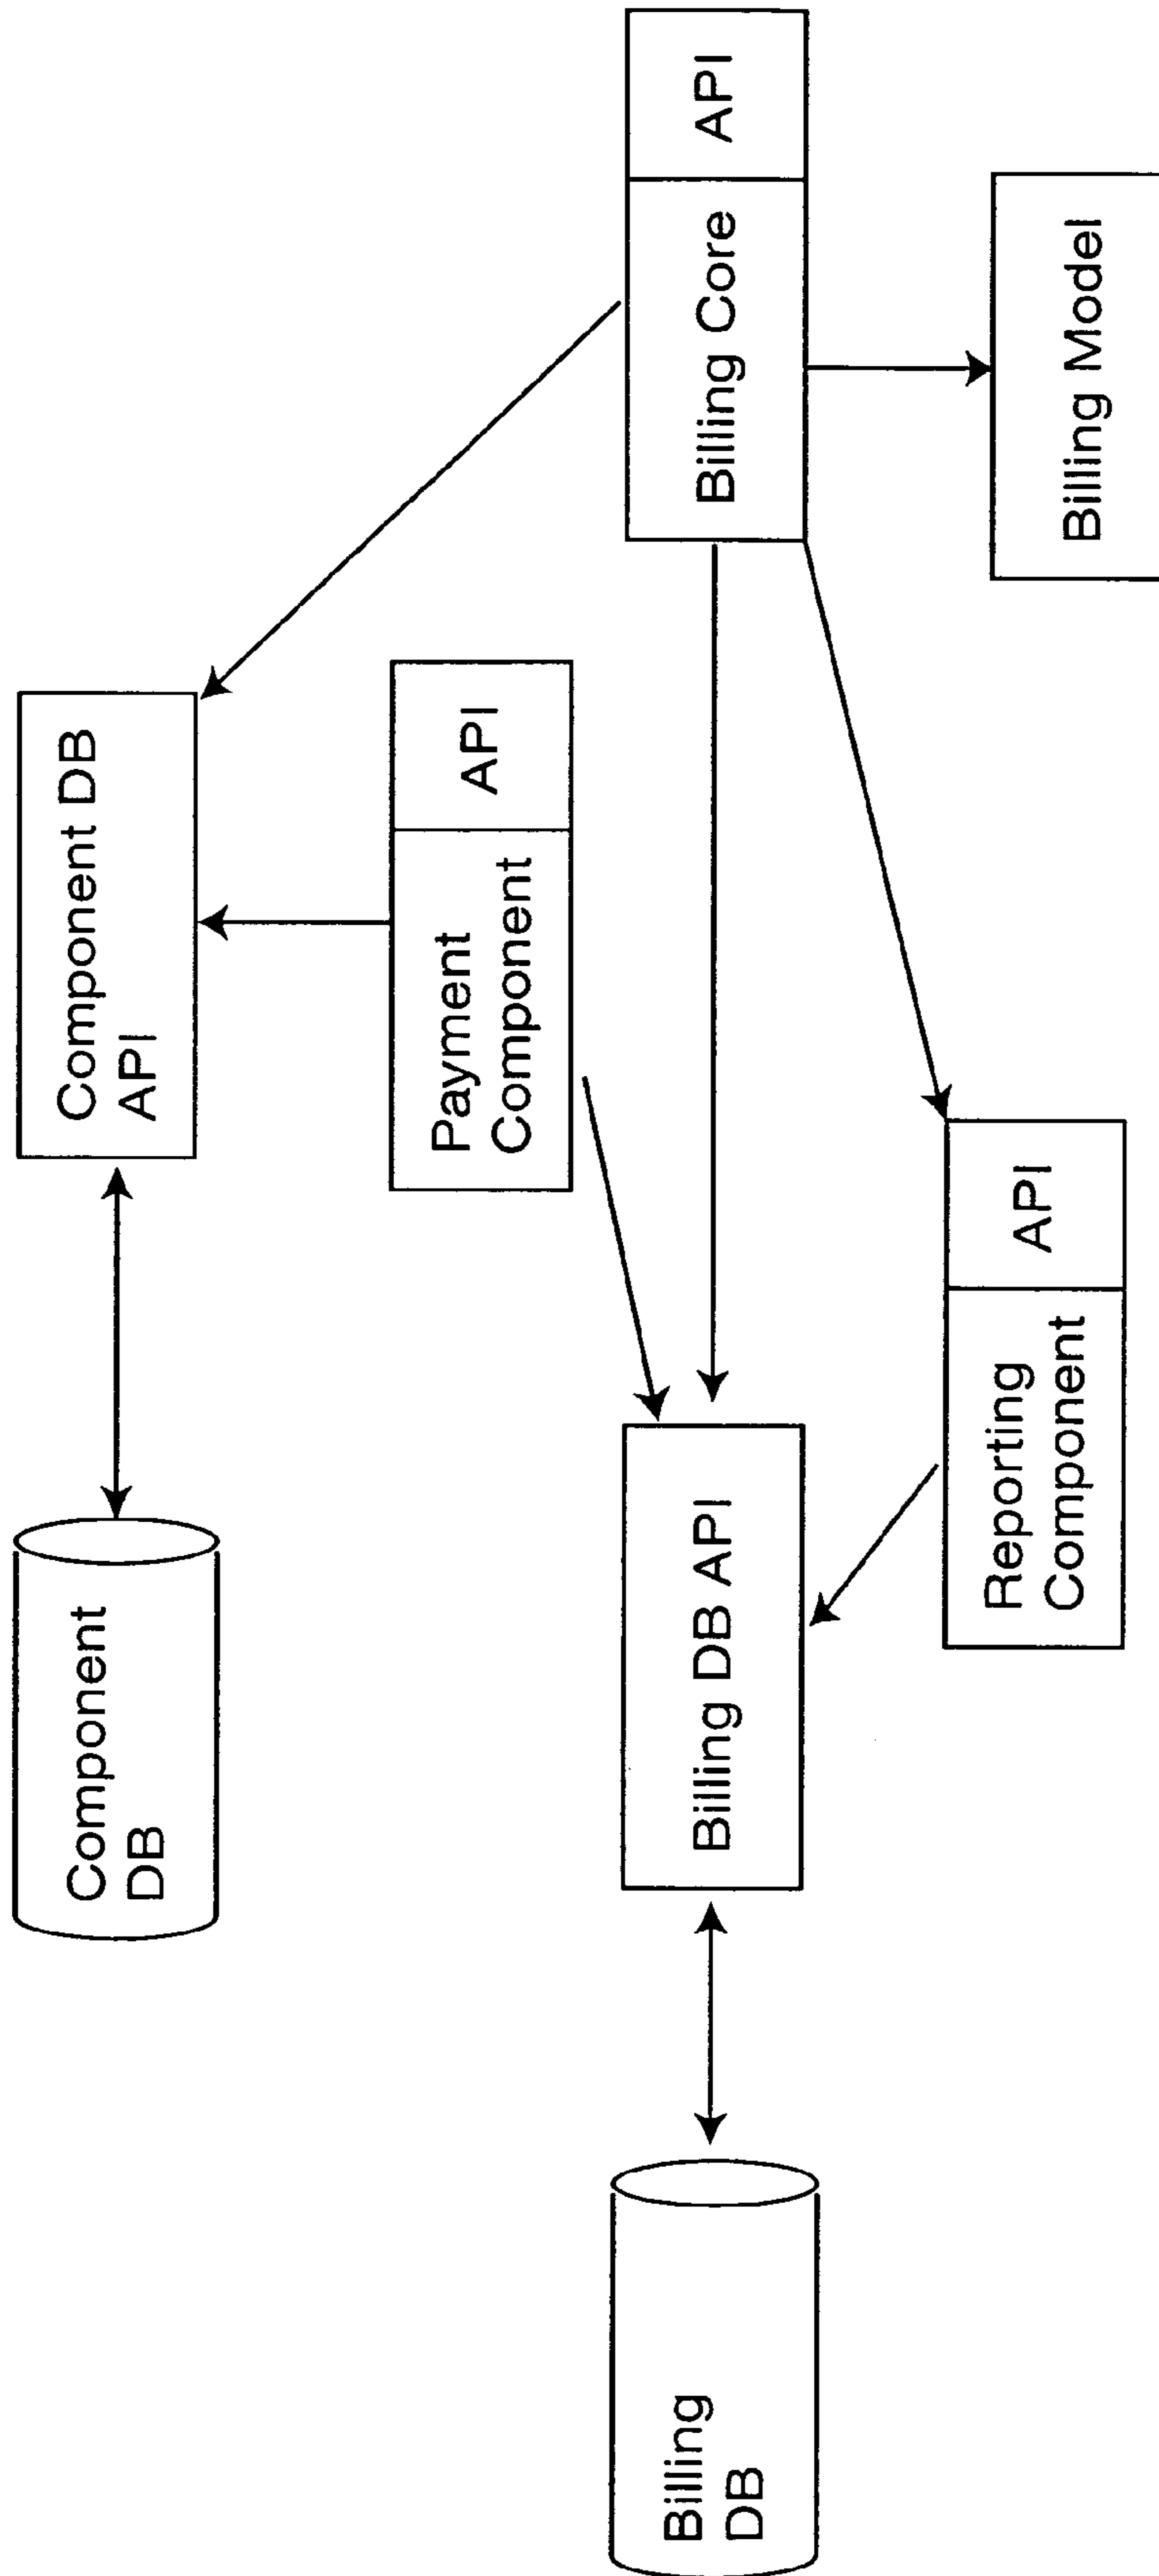 Component
DB
Component DB
API
Payment
Component
API
Billing
DB
Billing DB API
Billing Core
API
Reporting
Component
API
Billing Model